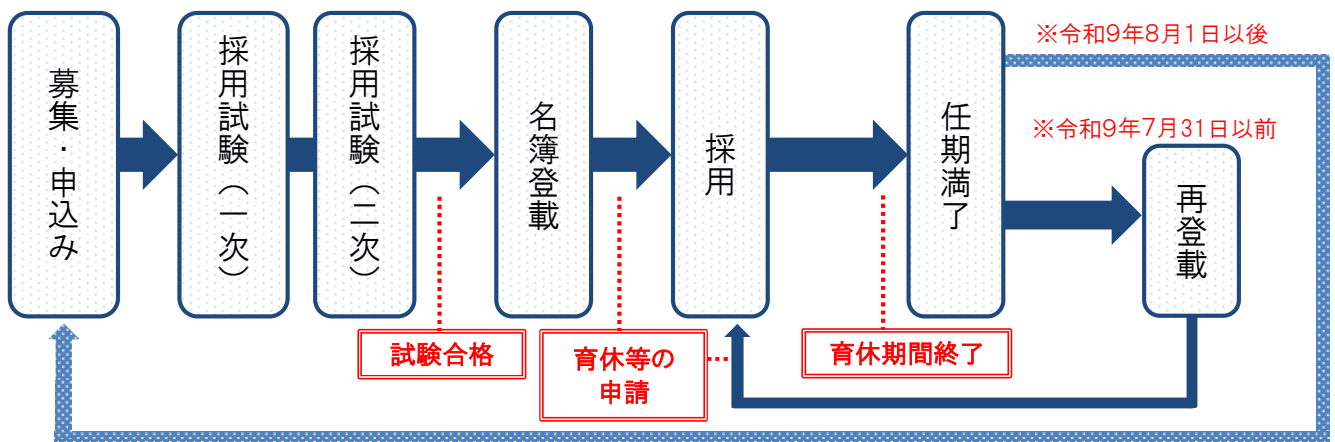 募集・申込み
採用試験（一次）
採用試験（二次）
名簿登載
採用
任期満了
※令和9年8月1日以後
※令和9年7月31日以前
再登載
試験合格
育休等の
申請
育休期間終了